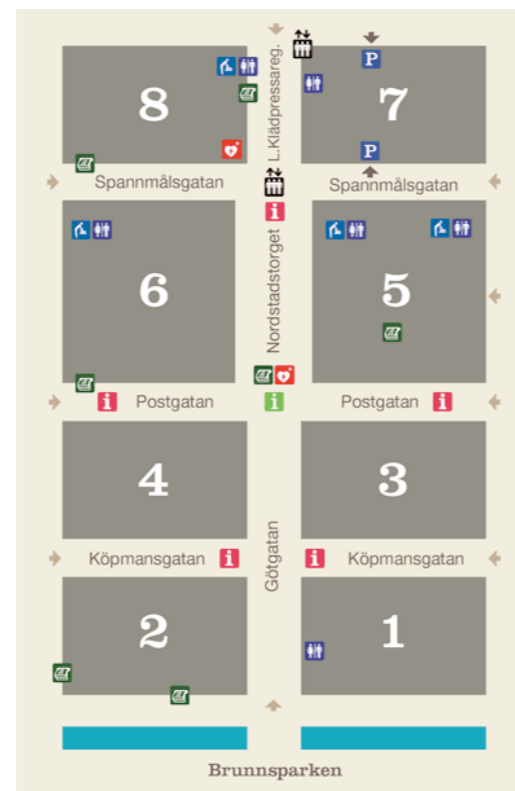 L.Klädpressareg.
8
7
P
P
Spannmålsgatan
Spannmålsgatan
i
Nordstadstorget
6
5
i
Postgatan
i
Postgatan
i
4
3
Götgatan
Köpmansgatan
i
i
Köpmansgatan
2
1
Brunnsparken